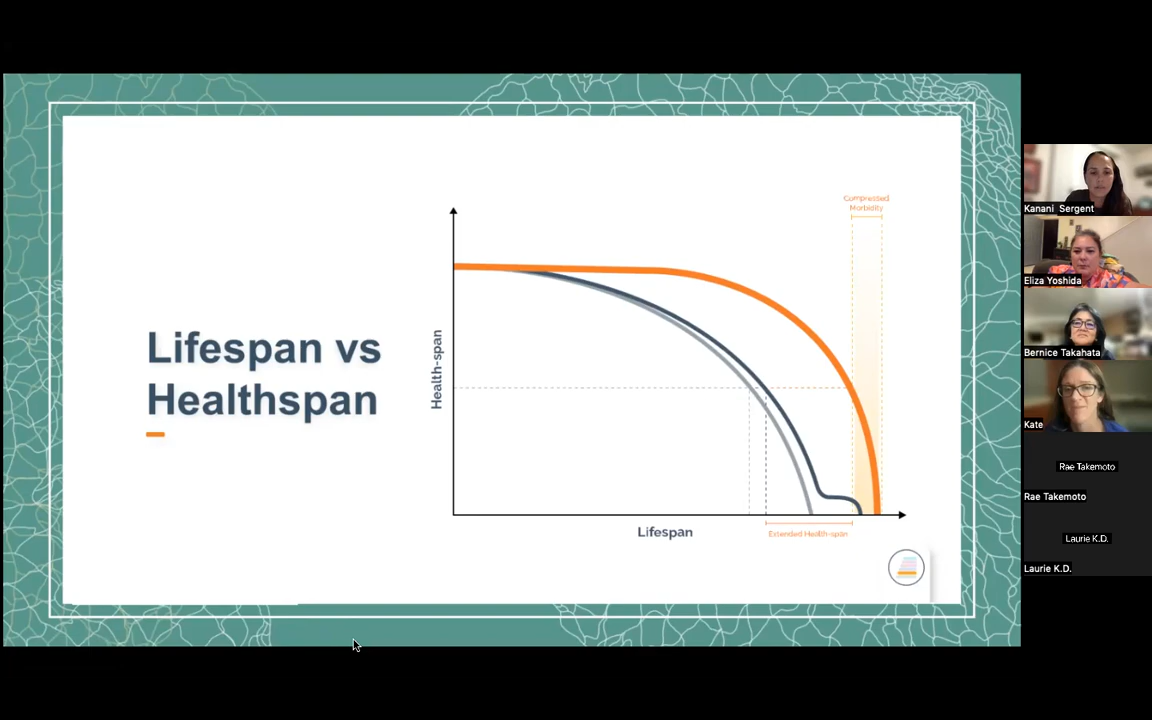 Lifespan vs
Healthspan
Compressed
Morbidity
Health-span
Lifespan
Extended Health-span
Kanani Sergent
Eliza Yoshida
Bernice Takahata
Kate
Rae Takemoto
Rae Takemoto
Laurie K.D.
Laurie K.D.